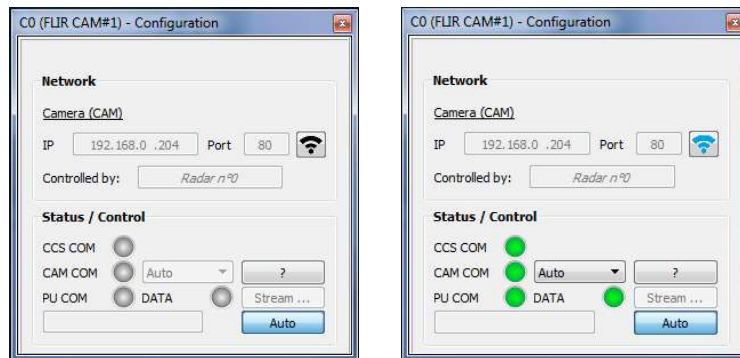 C0 (FLIR CAM#1) - Configuration
Network
Camera (CAM)
IP 192.168.0 .204 Port 80
Controlled by: Radar nº0
Status / Control
CCS COM
CAM COM Auto ?
PU COM DATA Stream ...
Auto
C0 (FLIR CAM#1) - Configuration
Network
Camera (CAM)
IP 192.168.0 .204 Port 80
Controlled by: Radar nº0
Status / Control
CCS COM
CAM COM Auto ?
PU COM DATA Stream ...
Auto